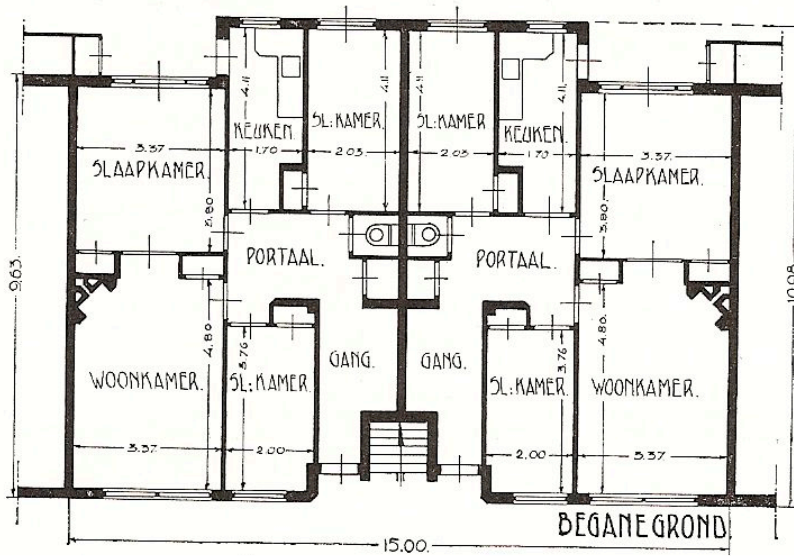 4.11
4.11
4.11
4.11
KEUKEN.
SL:KAMER.
SL:KAMER
KEUKEN.
3.37
1.70
2.03.
2.03
1.70
3.37.
SLAAPKAMER.
SLAAPKAMER.
3.80
3.80.
9.63.
10.08
PORTAAL.
PORTAAL.
4.80
4.80.
3.76
3.76
GANG.
GANG.
WOONKAMER.
SL:KAMER
SL:KAMER
WOONKAMER.
3.37.
2.00
2.00
3.37
BEGANEGROND
15.00.